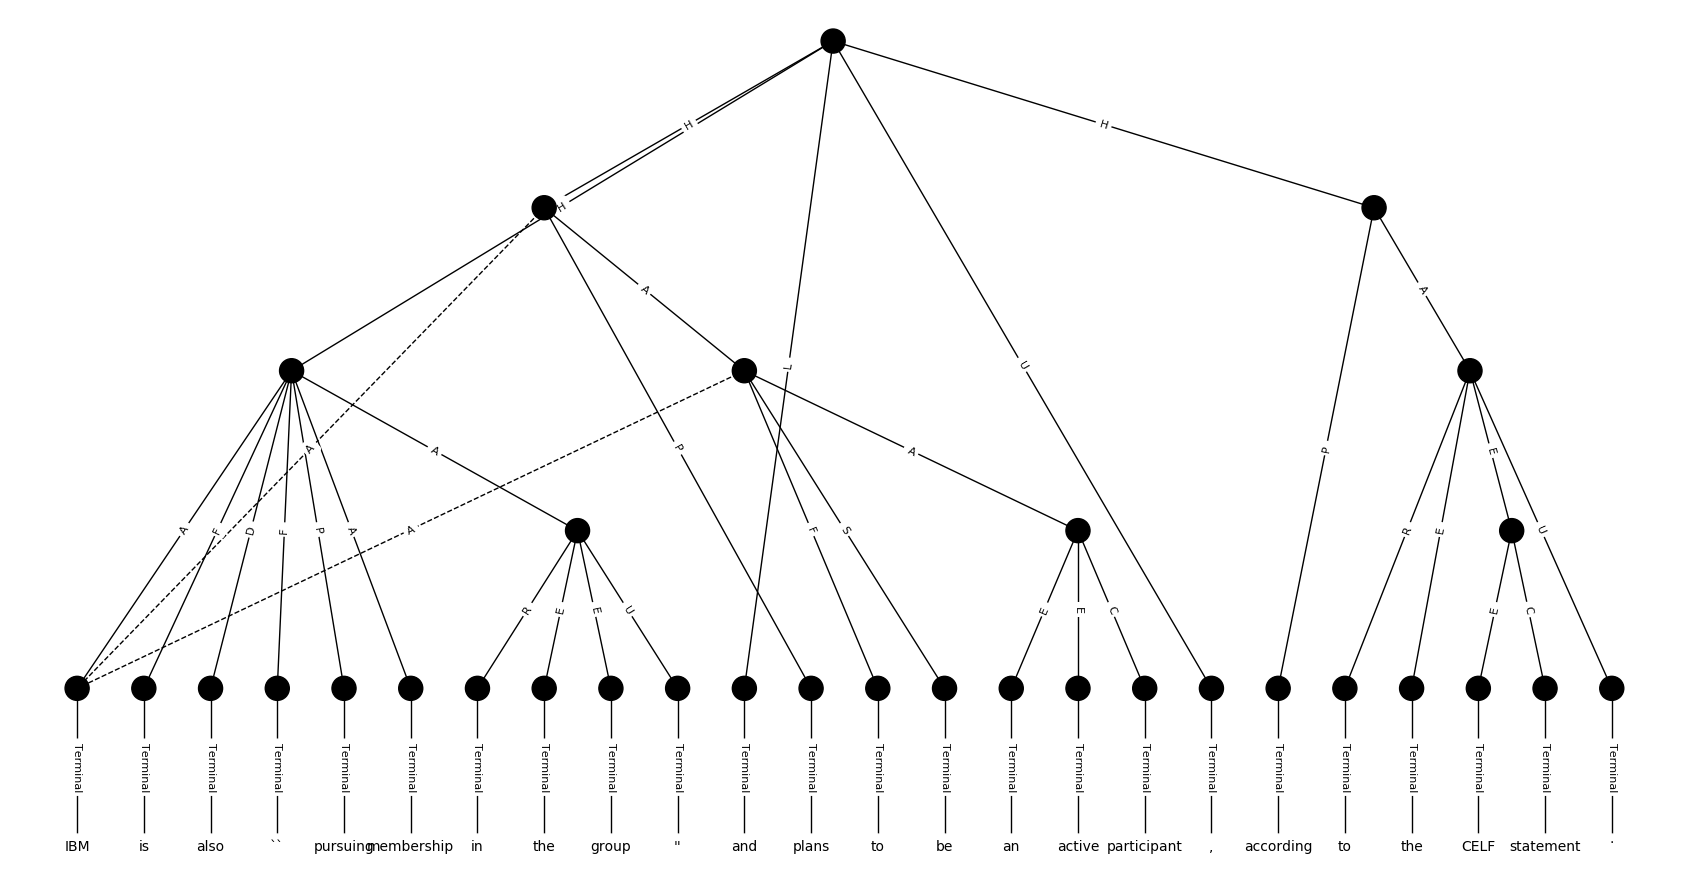 H
H
H
A
A
L
U
A
A
P
A
P
E
A
F
D
F
P
A
A
F
S
R
E
U
R
E
E
U
E
E
C
E
C
Terminal Terminal Terminal Terminal Terminal Terminal Terminal Terminal Terminal Terminal Terminal Terminal Terminal Terminal Terminal Terminal Terminal Terminal Terminal Terminal Terminal Terminal Terminal Terminal
IBM is also `` pursuing membership in the group " and plans to be an active participant , according to the CELF statement .